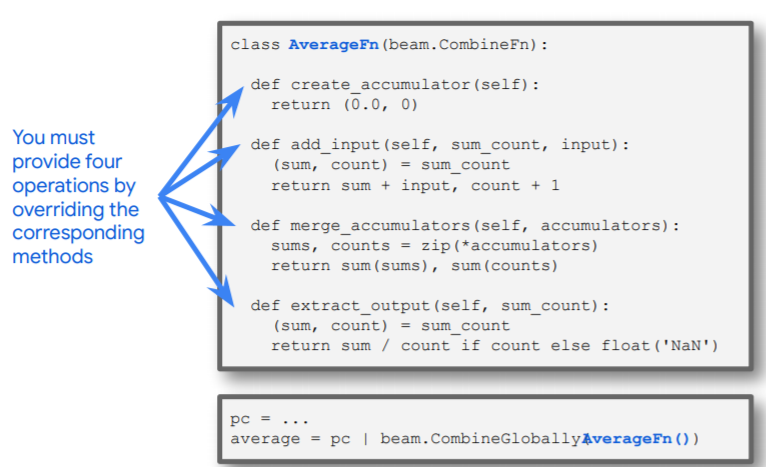 You must
provide four
operations by
overriding the
corresponding
methods
class AverageFn(beam.CombineFn):
def create_accumulator(self):
return (0.0, 0)
def add_input(self, sum_count, input):
(sum, count) = sum_count
return sum + input, count + 1
def merge_accumulators(self, accumulators):
sums, counts = zip(*accumulators)
return sum(sums), sum(counts)
def extract_output(self, sum_count):
(sum, count) = sum_count
return sum / count if count else float('NaN')
pc = ...
average = pc | beam.CombineGlobally(AverageFn())